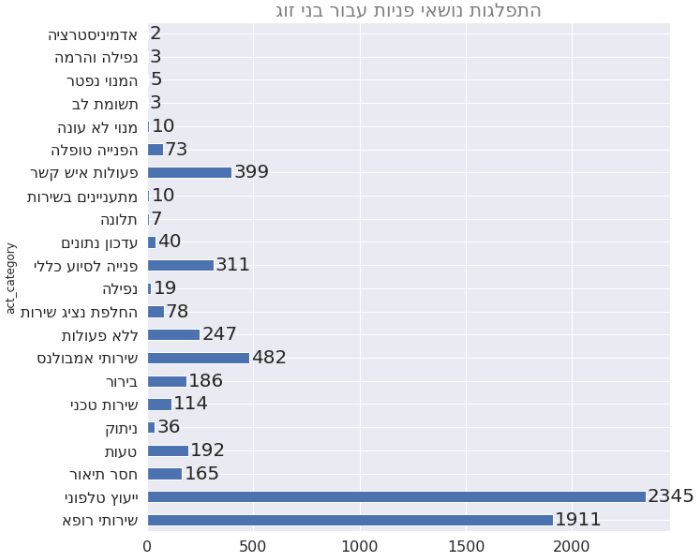 התפלגות נושאי פניות עבור בני זוג
אדמיניסטרציה 2
נפילה והרמה 3
המנוי נפטר 5
תשומת לב 3
מנוי לא עונה 10
הפנייה טופלה 73
פעולות איש קשר 399
מתעניינים בשירות 10
תלונה 7
עדכון נתונים 40
פנייה לסיוע כללי 311
נפילה 19
החלפת נציג שירות 78
ללא פעולות 247
שירותי אמבולנס 482
בירור 186
שירות טכני 114
ניתוק 36
טעות 192
חסר תיאור 165
ייעוץ טלפוני 2345
שירותי רופא 1911
act_category
0 500 1000 1500 2000